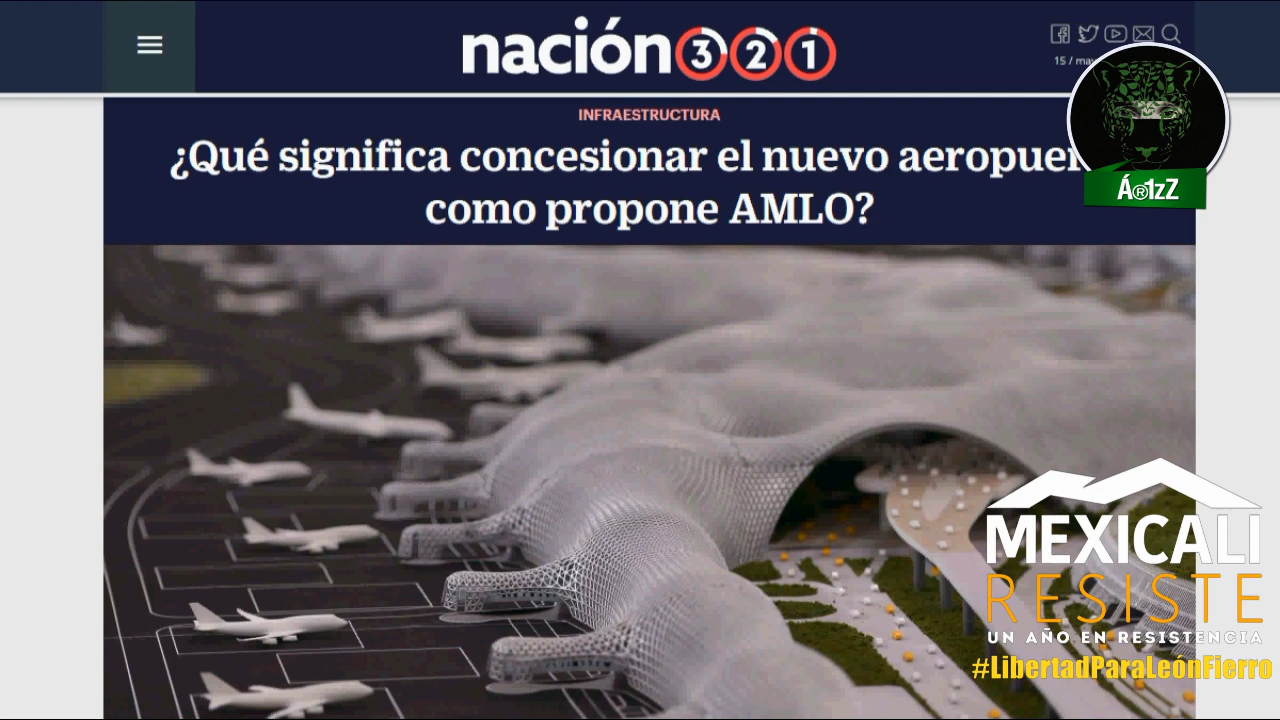 nación321
15 / may
INFRAESTRUCTURA
¿Qué significa concesionar el nuevo
como propone AMLO?
Á®1zZ
MEXICALI
RESISTE
UN AÑO EN RESISTENCIA
#LibertadParaLeónFierro